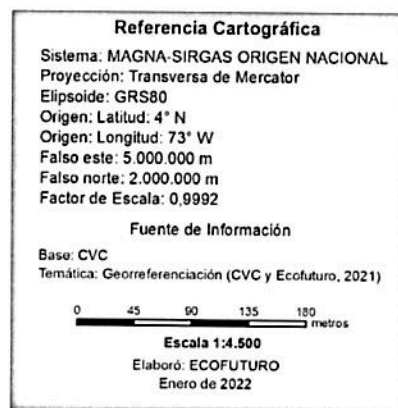 Referencia Cartográfica
Sistema: MAGNA-SIRGAS ORIGEN NACIONAL
Proyección: Transversa de Mercator
Elipsoide: GRS80
Origen: Latitud: 4° N
Origen: Longitud: 73° W
Falso este: 5.000.000 m
Falso norte: 2.000.000 m
Factor de Escala: 0,9992
Fuente de Información
Base: CVC
Temática: Georreferenciación (CVC y Ecofuturo, 2021)
0 45 90 135 180
metros
Escala 1:4.500
Elaboró: ECOFUTURO
Enero de 2022